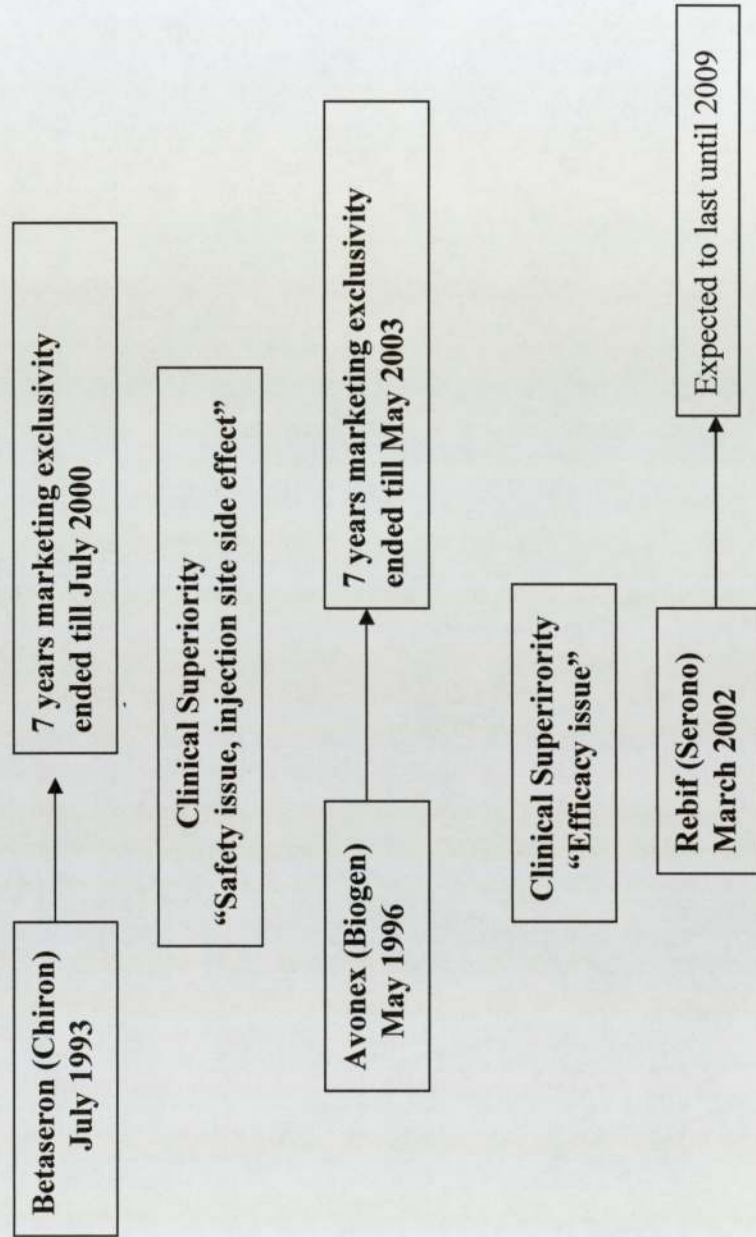 Betaseron (Chiron)
July 1993
7 years marketing exclusivity
ended till July 2000
Clinical Superiority
“Safety issue, injection site side effect”
Avonex (Biogen)
May 1996
7 years marketing exclusivity
ended till May 2003
Clinical Superirority
“Efficacy issue”
Rebif (Serono)
March 2002
Expected to last until 2009